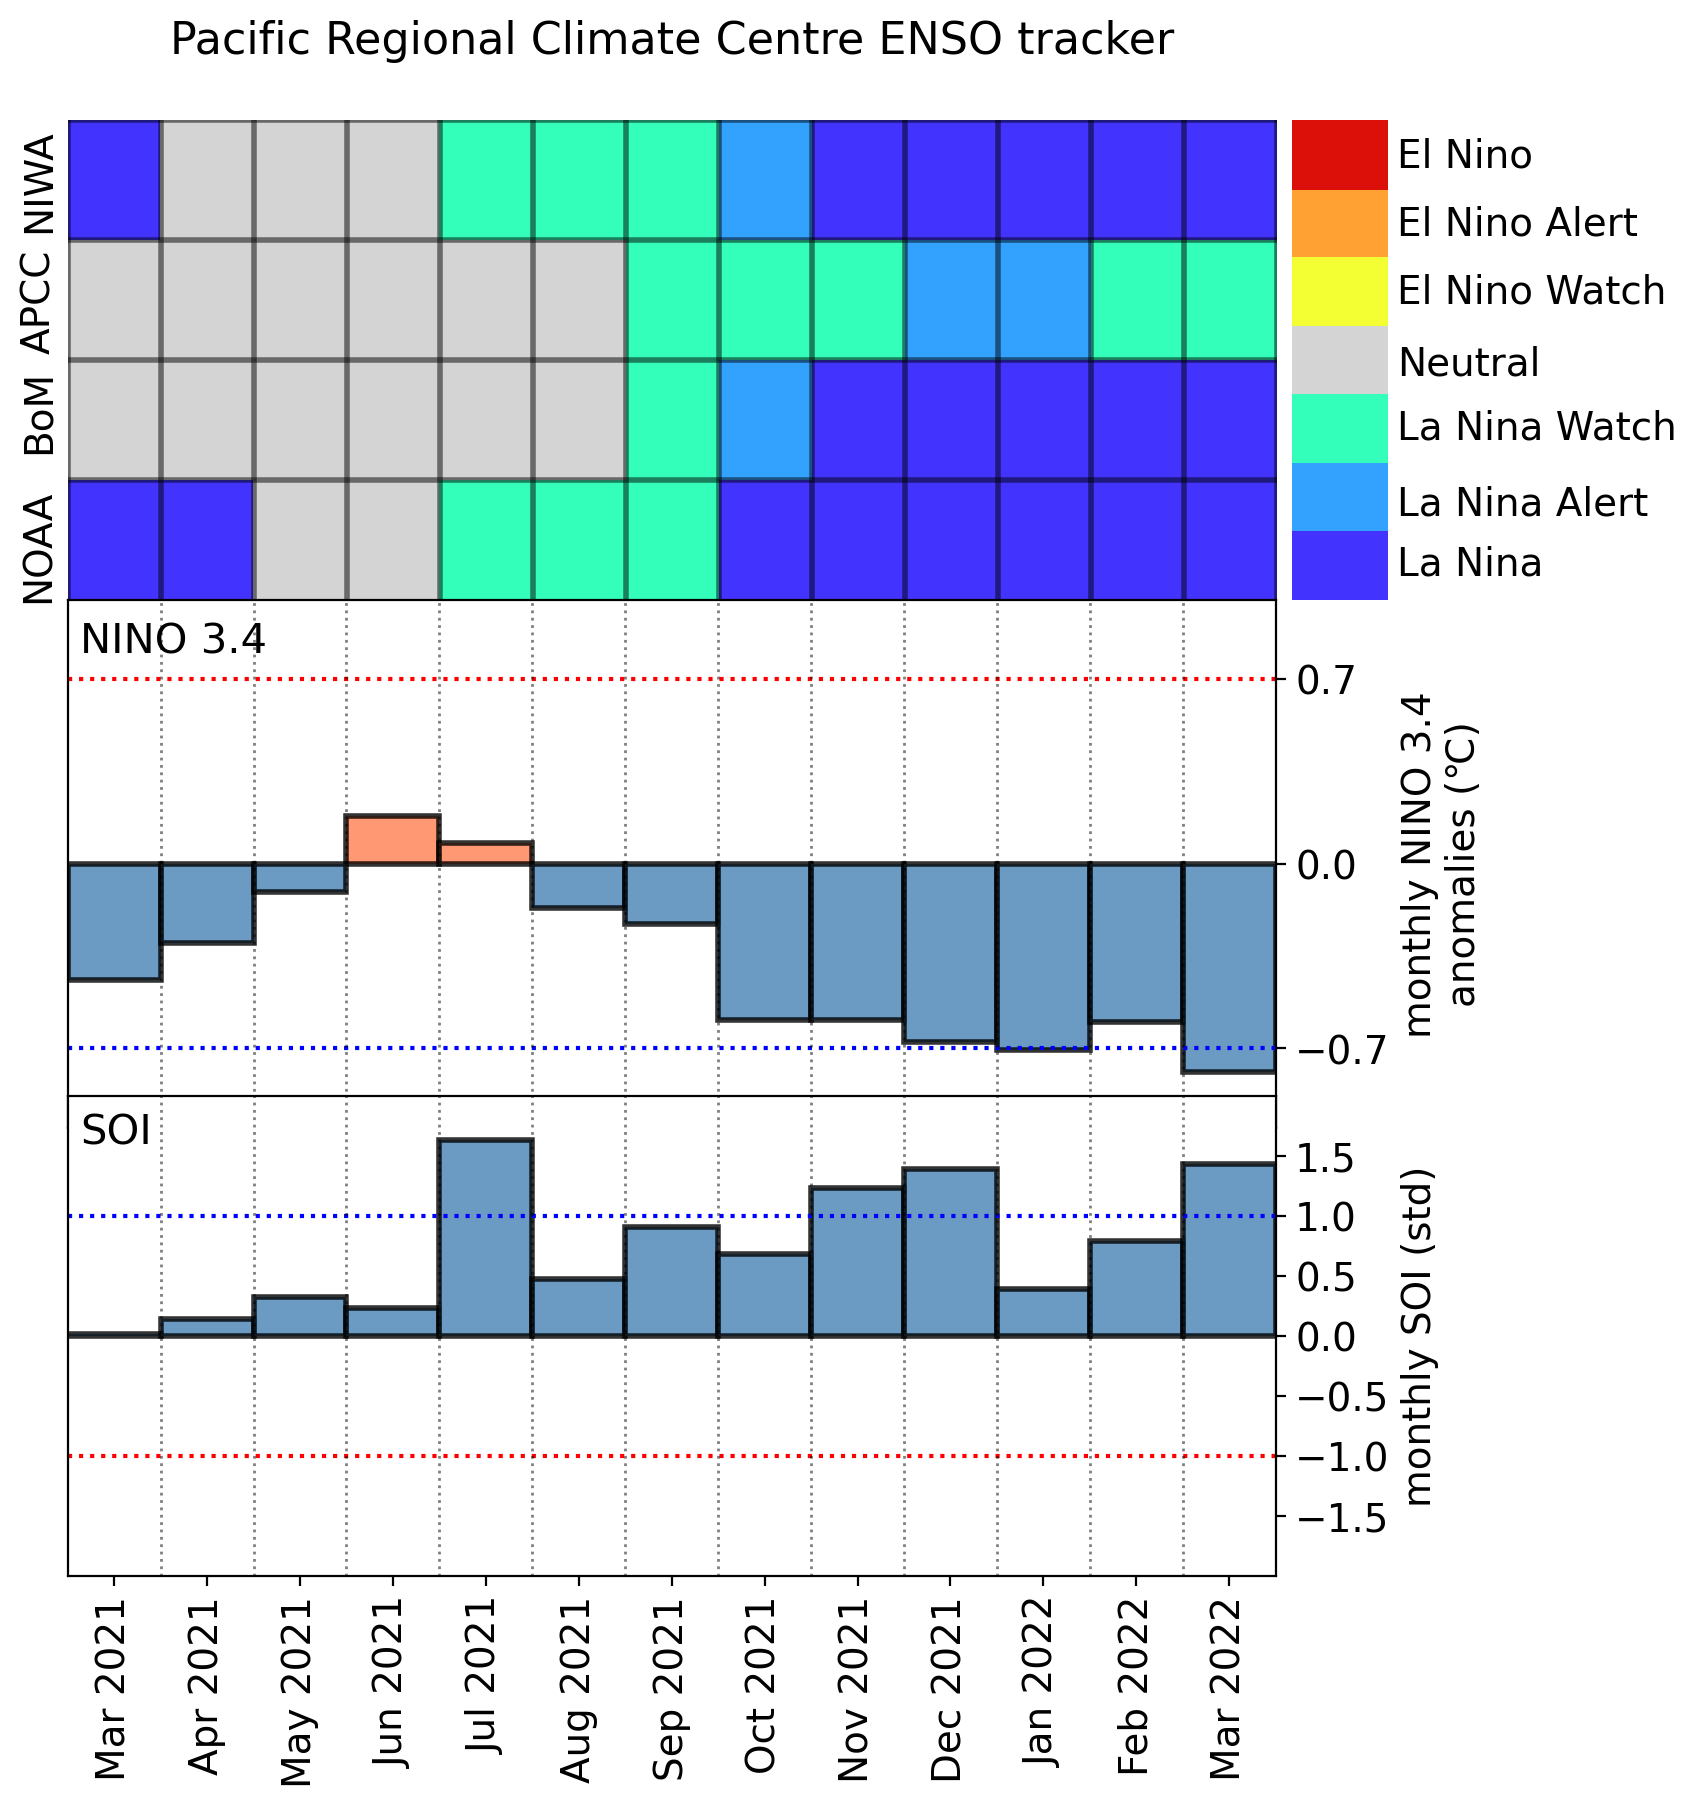 Pacific Regional Climate Centre ENSO tracker
NIWA
APCC
BoM
NOAA
El Nino
El Nino Alert
El Nino Watch
Neutral
La Nina Watch
La Nina Alert
La Nina
NINO 3.4
0.7
0.0
−0.7
monthly NINO 3.4
anomalies (°C)
SOI
1.5
1.0
0.5
0.0
−0.5
−1.0
−1.5
monthly SOI (std)
Mar 2021
Apr 2021
May 2021
Jun 2021
Jul 2021
Aug 2021
Sep 2021
Oct 2021
Nov 2021
Dec 2021
Jan 2022
Feb 2022
Mar 2022